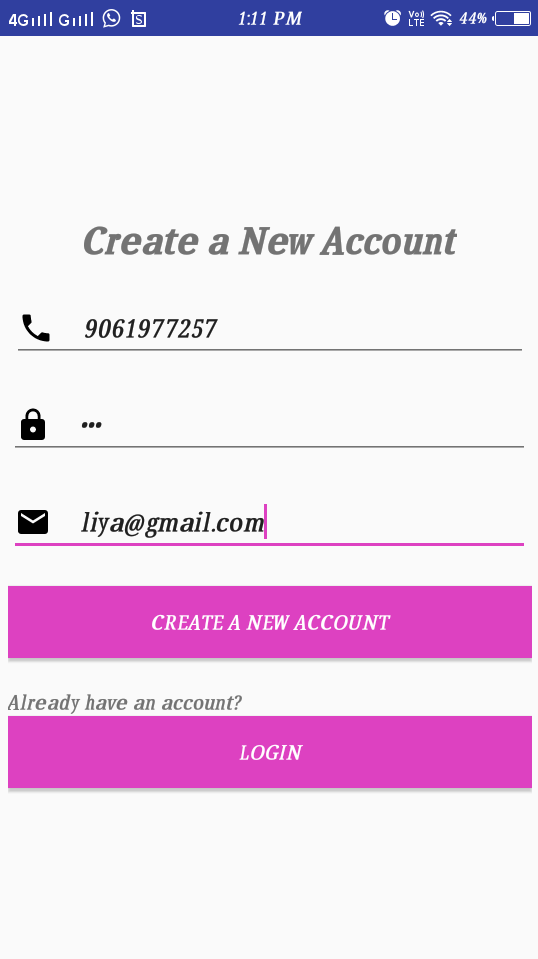 4G G 1:11 PM Vo) LTE 44%
Create a New Account
9061977257
•••
liya@gmail.com
CREATE A NEW ACCOUNT
Already have an account?
LOGIN